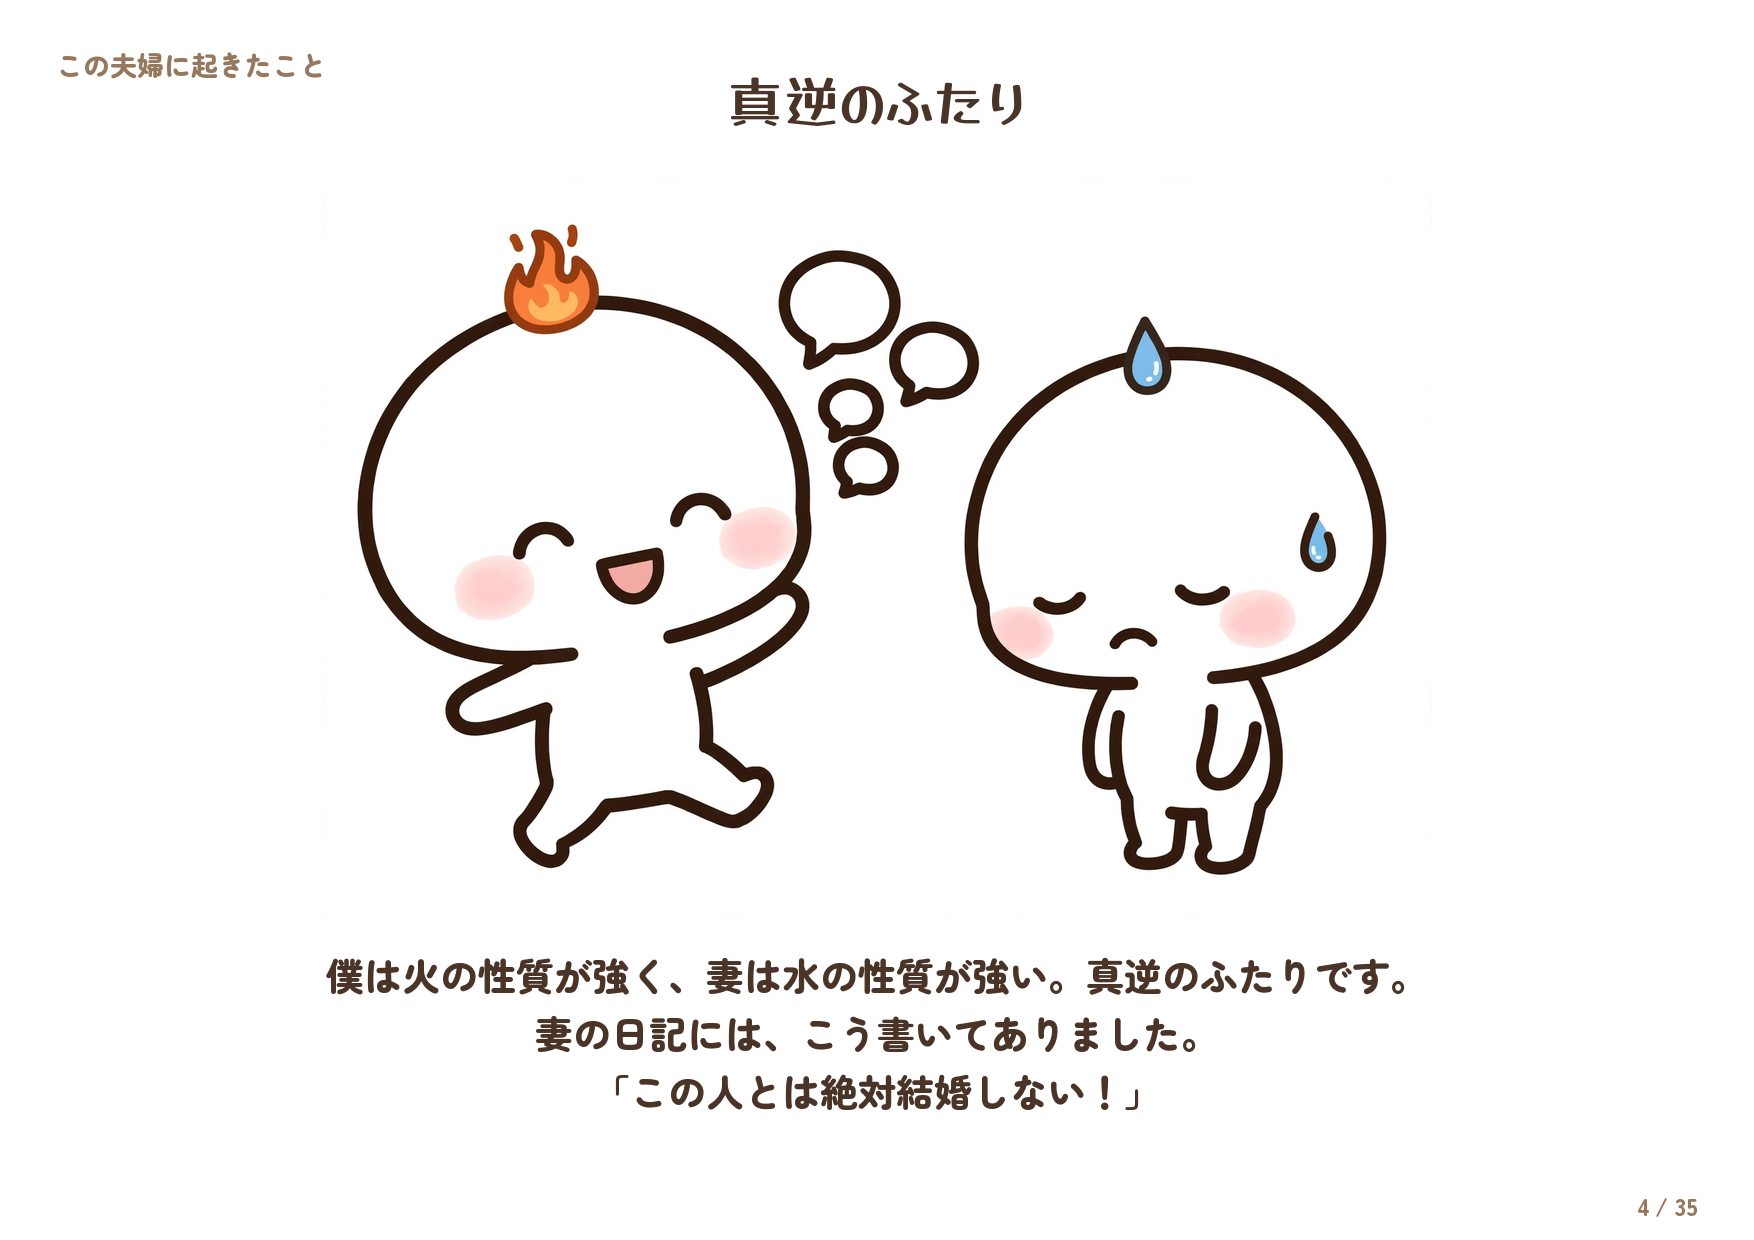 この夫婦に起きたこと
真逆のふたり
僕は火の性質が強く、妻は水の性質が強い。真逆のふたりです。
妻の日記には、こう書いてありました。
「この人とは絶対結婚しない！」
4 / 35